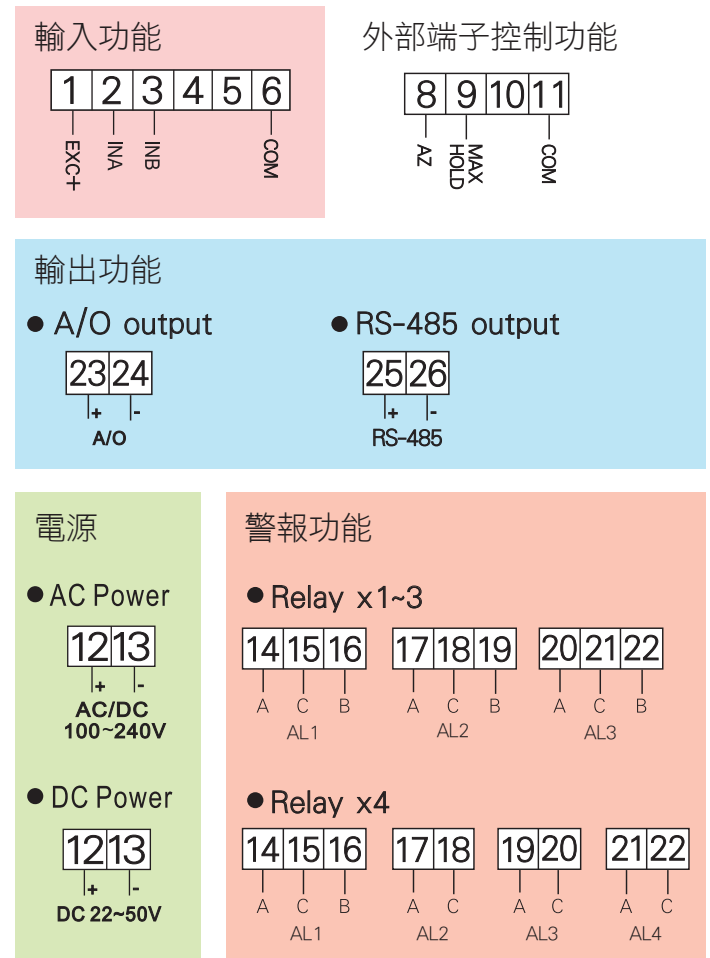 輸入功能
1 2 3 4 5 6
EXC+ INA INB COM
外部端子控制功能
8 9 10 11
AZ MAX HOLD COM
輸出功能
● A/O output
23 24
+ -
A/O
● RS-485 output
25 26
+ -
RS-485
電源
● AC Power
12 13
+ -
AC/DC
100~240V
● DC Power
12 13
+ -
DC 22~50V
警報功能
● Relay x1~3
14 15 16 17 18 19 20 21 22
A C B A C B A C B
AL1 AL2 AL3
● Relay x4
14 15 16 17 18 19 20 21 22
A C B A C A C A C
AL1 AL2 AL3 AL4